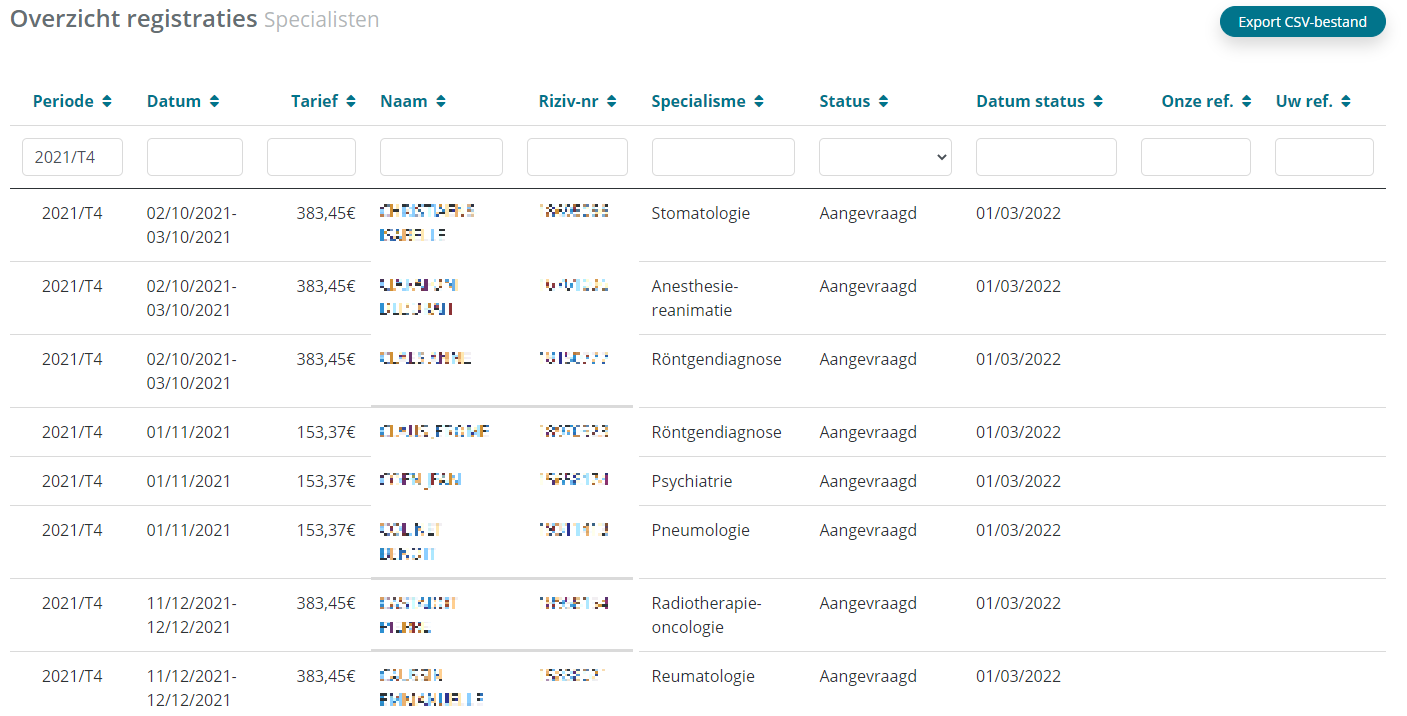 Overzicht registraties Specialisten
Export CSV-bestand
Periode Datum Tarief Naam Riziv-nr Specialisme Status Datum status Onze ref. Uw ref.
2021/T4
2021/T4 02/10/2021- 383,45€ Stomatologie Aangevraagd 01/03/2022
03/10/2021
2021/T4 02/10/2021- 383,45€ Anesthesie- Aangevraagd 01/03/2022
03/10/2021 reanimatie
2021/T4 02/10/2021- 383,45€ Röntgendiagnose Aangevraagd 01/03/2022
03/10/2021
2021/T4 01/11/2021 153,37€ Röntgendiagnose Aangevraagd 01/03/2022
2021/T4 01/11/2021 153,37€ Psychiatrie Aangevraagd 01/03/2022
2021/T4 01/11/2021 153,37€ Pneumologie Aangevraagd 01/03/2022
2021/T4 11/12/2021- 383,45€ Radiotherapie- Aangevraagd 01/03/2022
12/12/2021 oncologie
2021/T4 11/12/2021- 383,45€ Reumatologie Aangevraagd 01/03/2022
12/12/2021